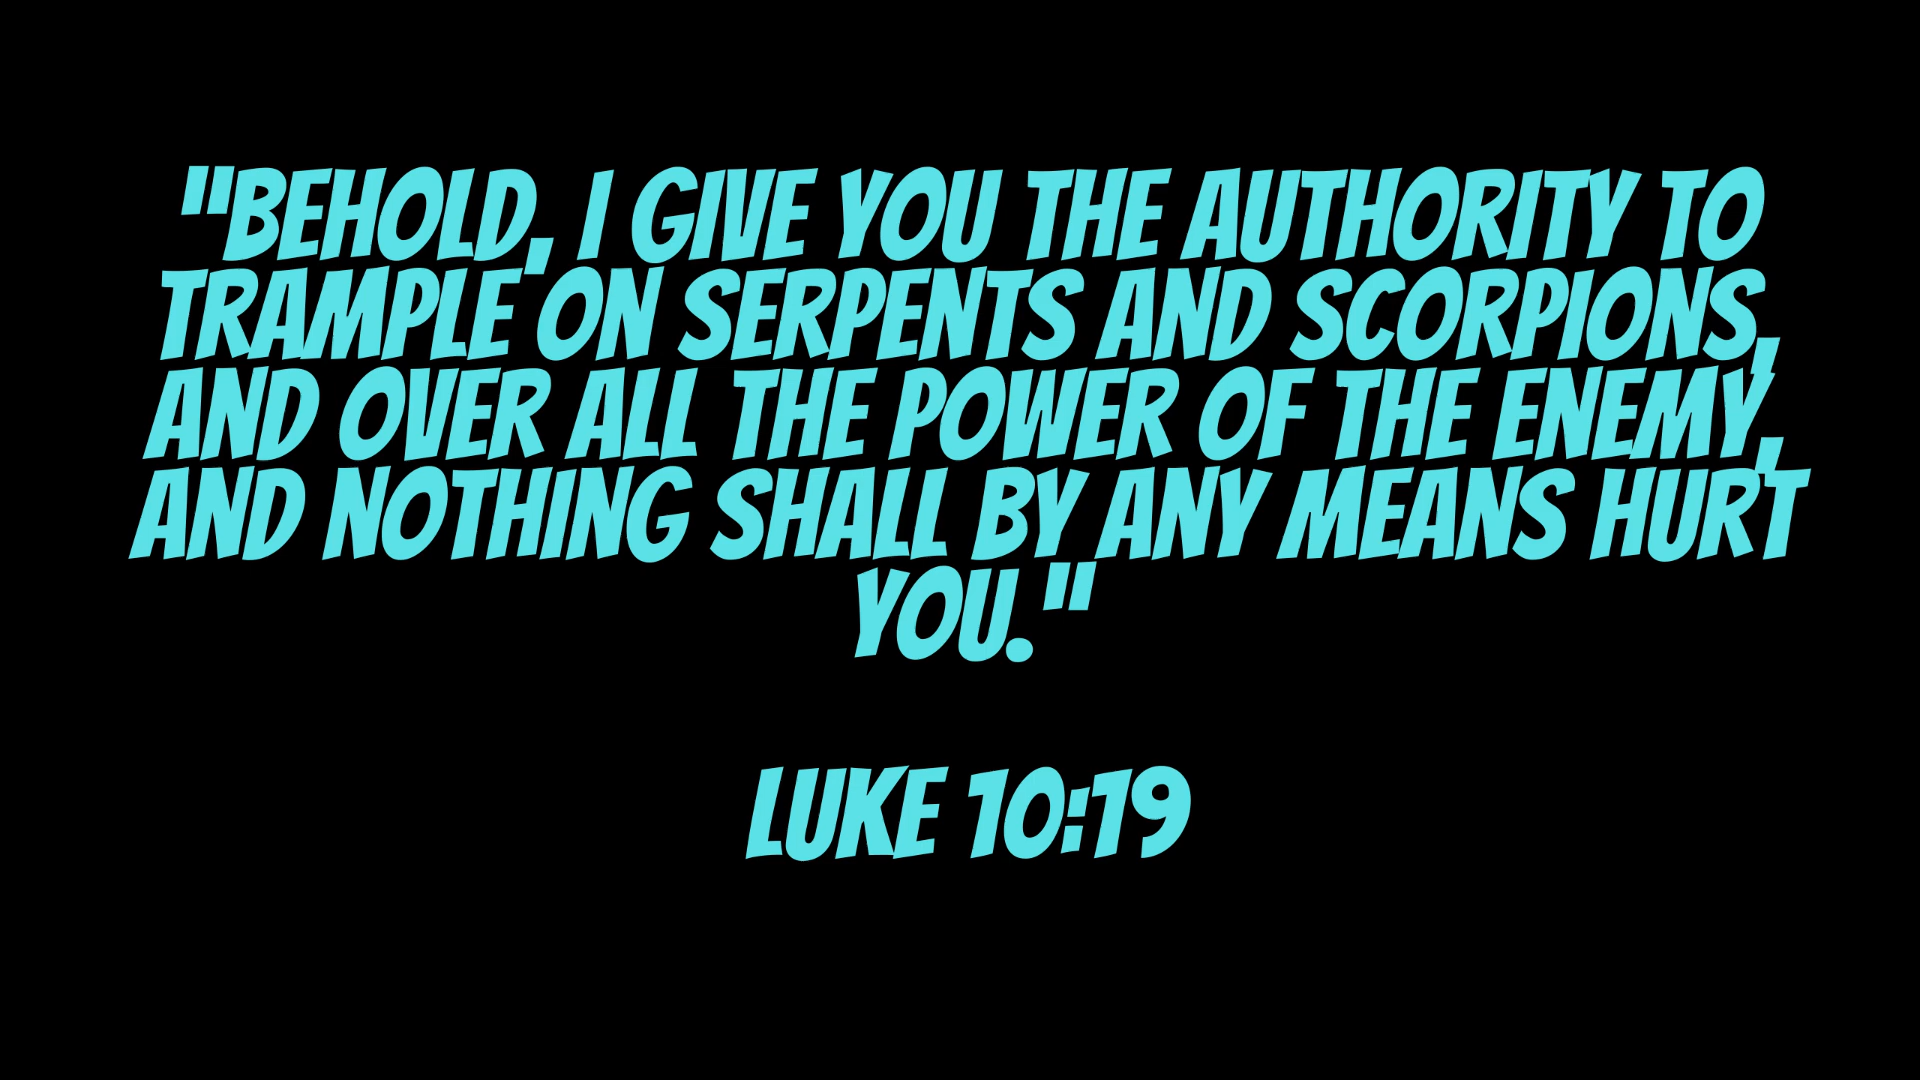 "BEHOLD, I GIVE YOU THE AUTHORITY TO
TRAMPLE ON SERPENTS AND SCORPIONS,
AND OVER ALL THE POWER OF THE ENEMY,
AND NOTHING SHALL BY ANY MEANS HURT
YOU."
LUKE 10:19